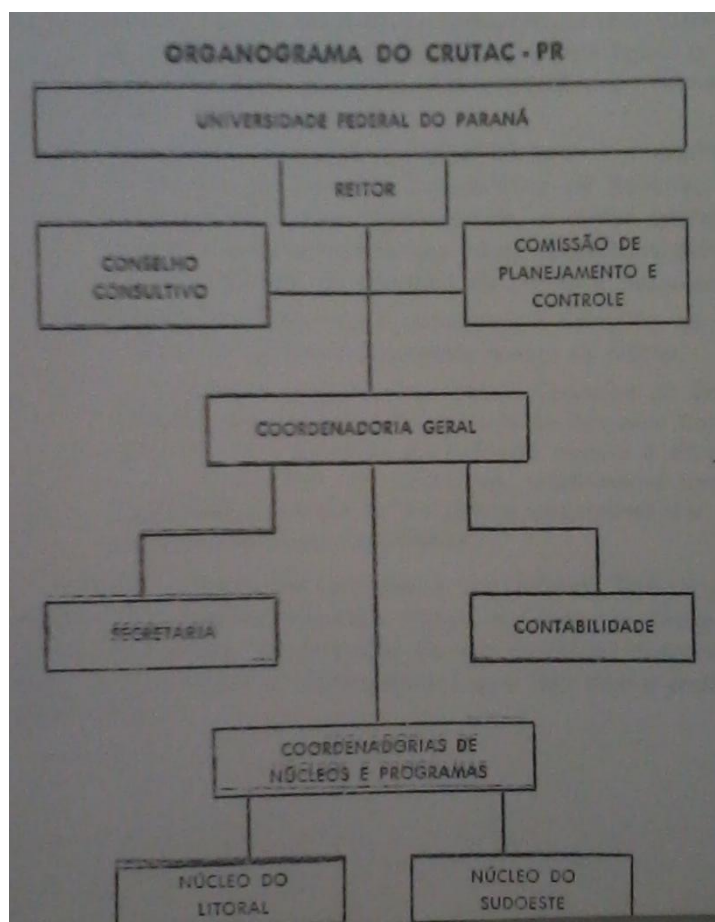 ORGANOGRAMA DO CRUTAC - PR
UNIVERSIDADE FEDERAL DO PARANÁ
REITOR
CONSELHO
CONSULTIVO
COMISSÃO DE
PLANEJAMENTO E
CONTROLE
COORDENADORIA GERAL
SECRETARIA
CONTABILIDADE
COORDENADORIAS DE
NÚCLEOS E PROGRAMAS
NÚCLEO DO
LITORAL
NÚCLEO DO
SUDOESTE